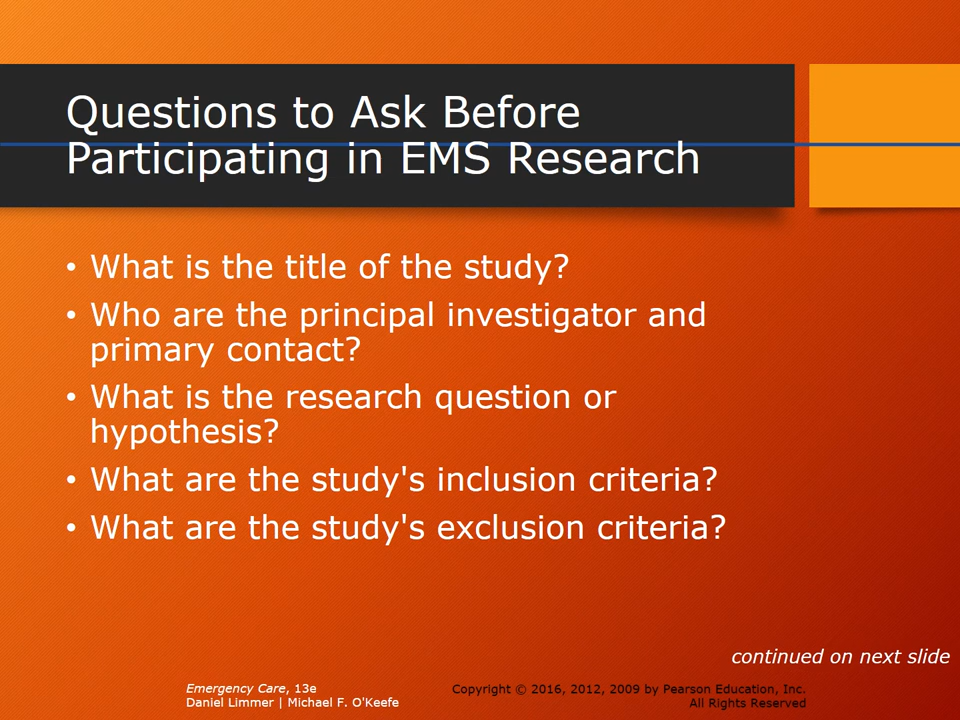 Questions to Ask Before
Participating in EMS Research
• What is the title of the study?
• Who are the principal investigator and
primary contact?
• What is the research question or
hypothesis?
• What are the study's inclusion criteria?
• What are the study's exclusion criteria?
continued on next slide
Emergency Care, 13e
Daniel Limmer | Michael F. O'Keefe
Copyright © 2016, 2012, 2009 by Pearson Education, Inc.
All Rights Reserved